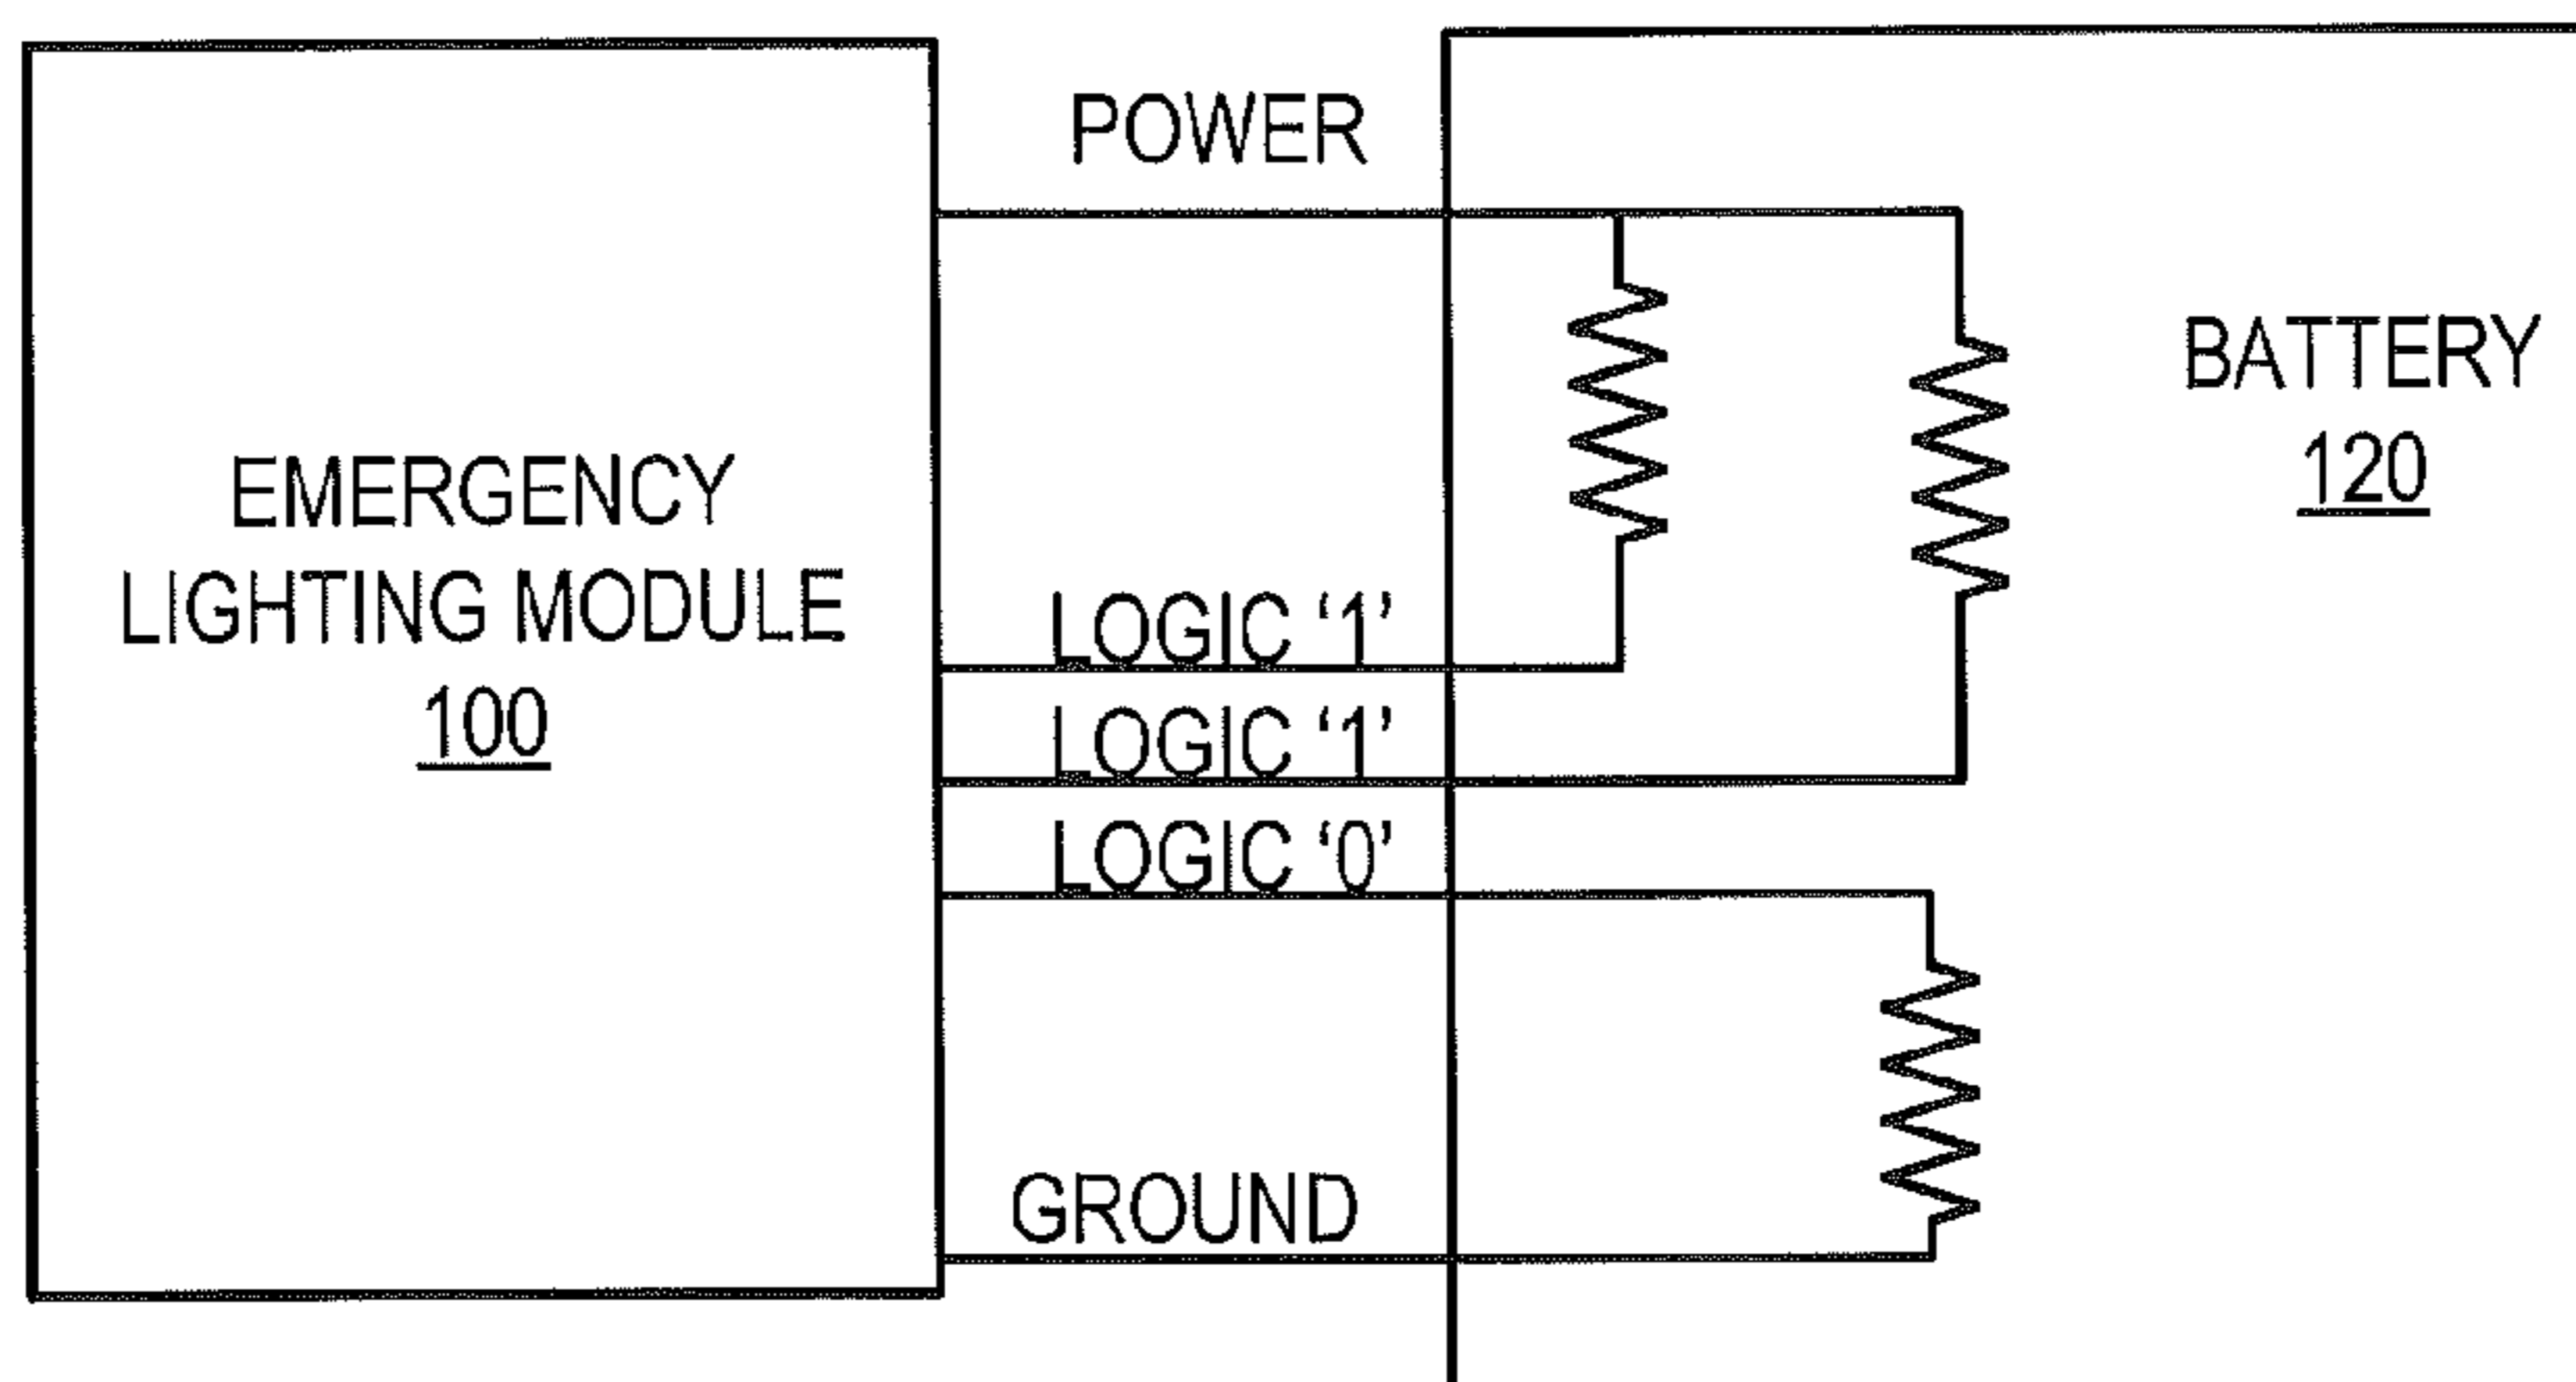 POWER
EMERGENCY
LIGHTING MODULE
100
BATTERY
120
LOGIC ‘1’
LOGIC ‘1’
LOGIC ‘0’
GROUND